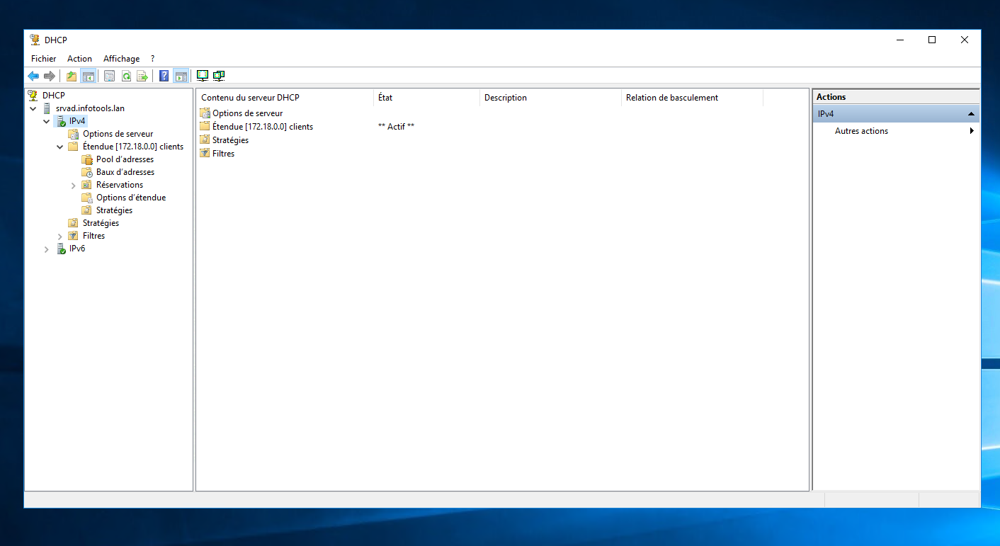 DHCP
Fichier Action Affichage ?
DHCP
srvad.infotools.lan
IPv4
Options de serveur
Étendue [172.18.0.0] clients
Pool d'adresses
Baux d'adresses
Réservations
Options d'étendue
Stratégies
Stratégies
Filtres
IPv6
Contenu du serveur DHCP État Description Relation de basculement
Options de serveur
Étendue [172.18.0.0] clients ** Actif **
Stratégies
Filtres
Actions
IPv4
Autres actions